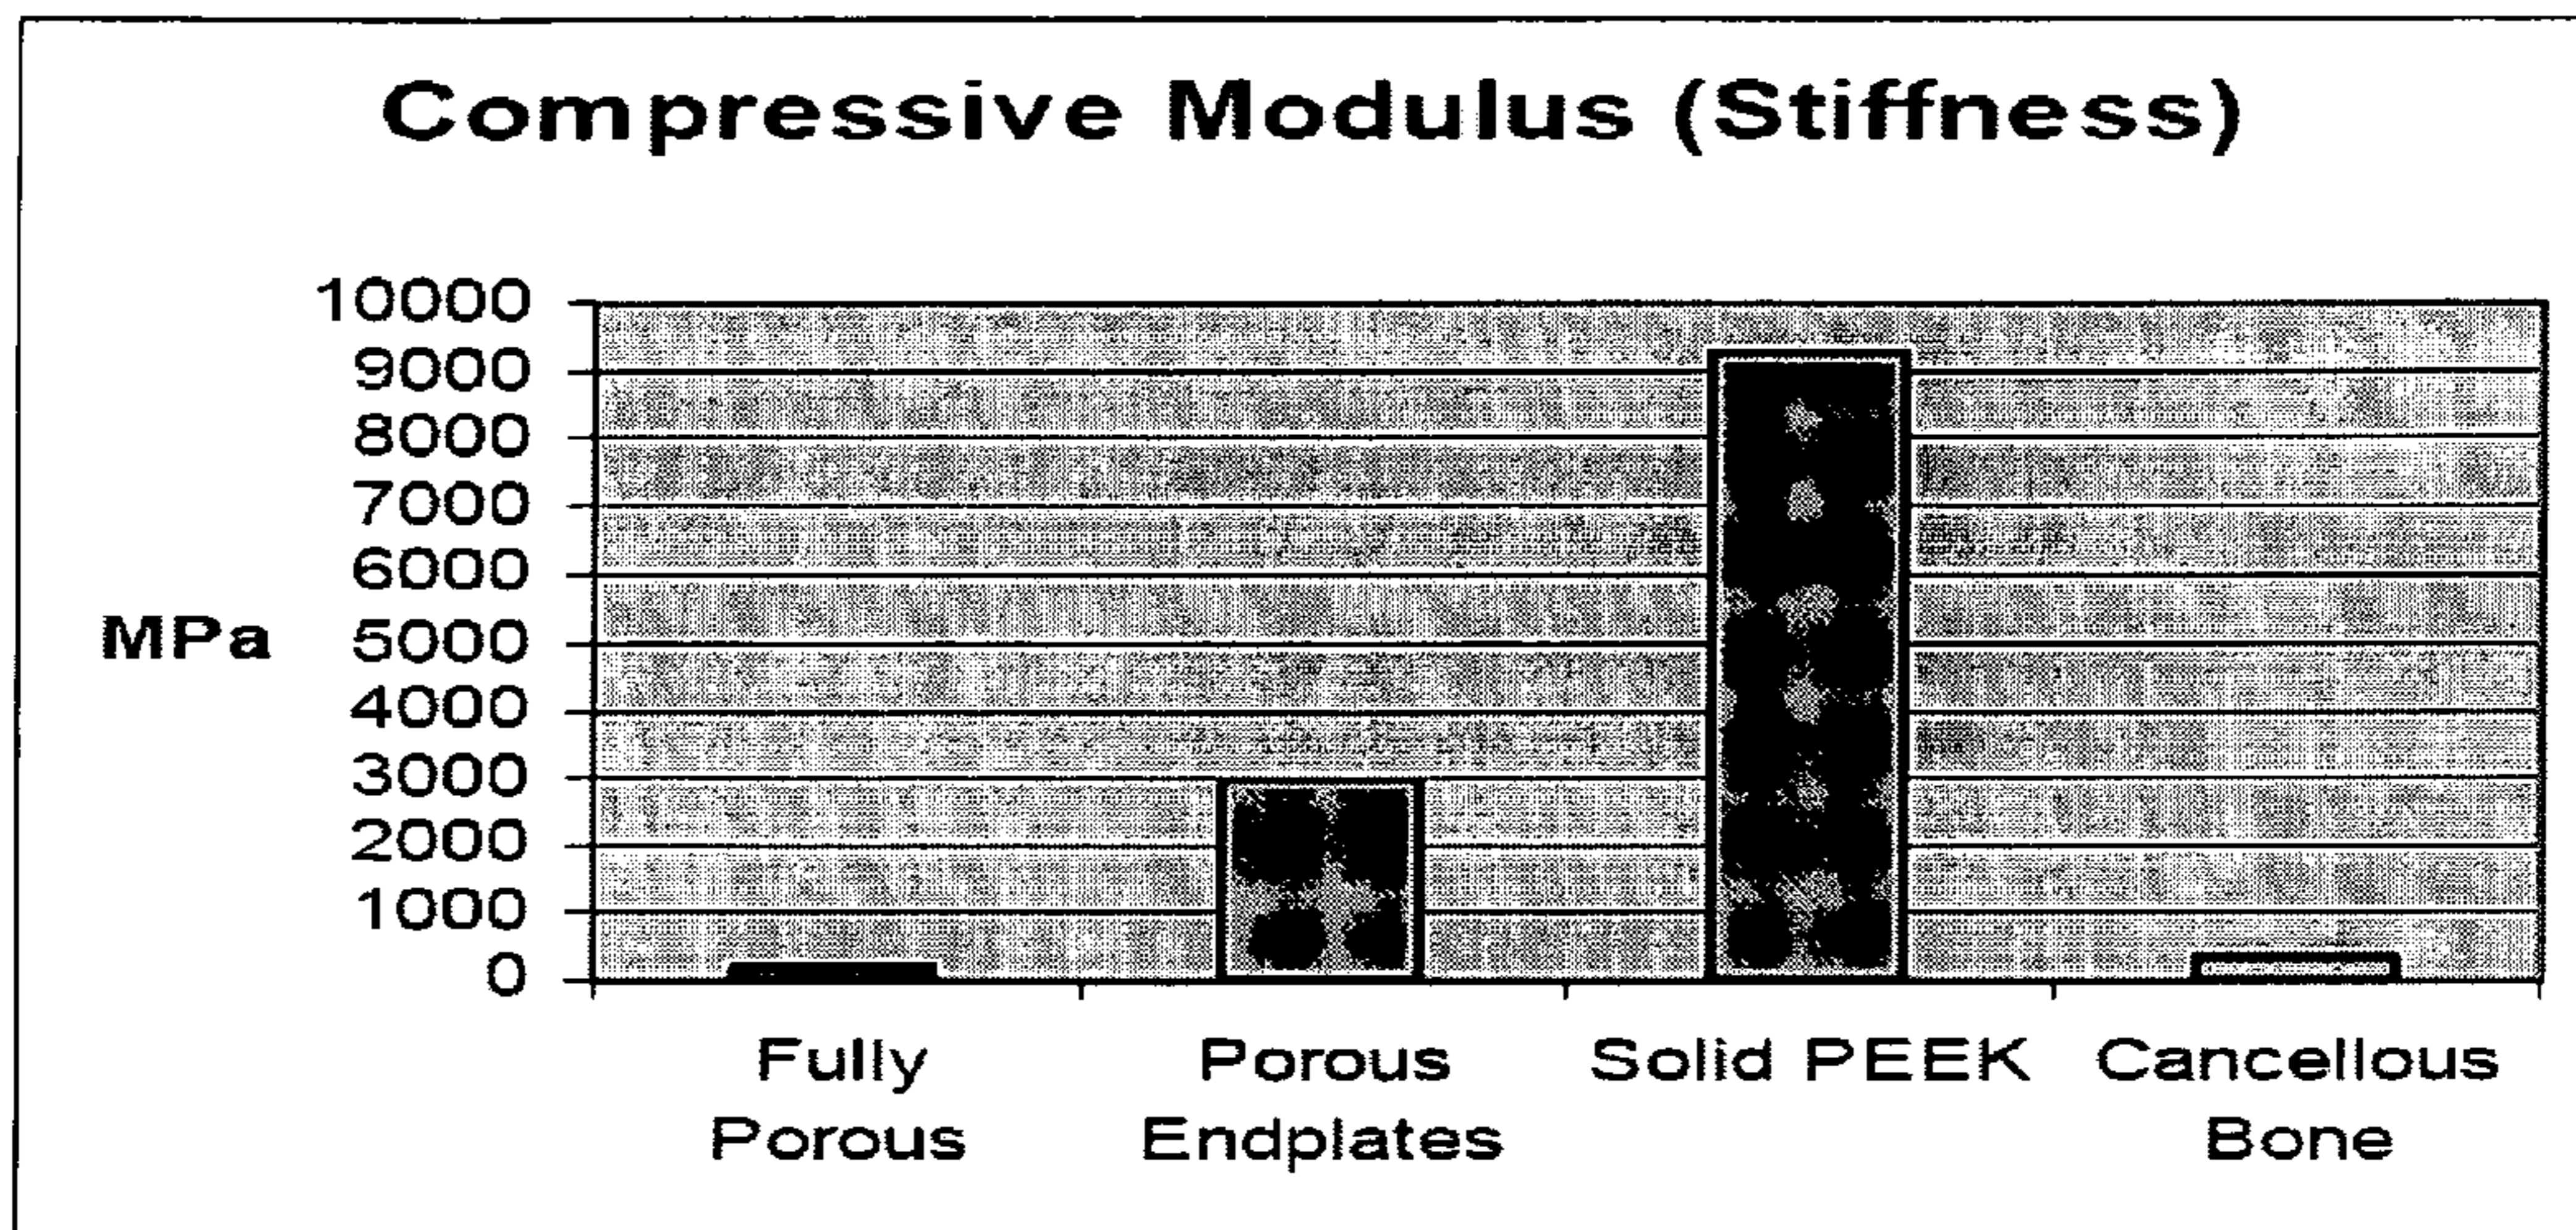 Compressive Modulus (Stiffness)
10000
9000
8000
7000
6000
5000
4000
3000
2000
1000
0
MPa
Fully
Porous
Porous
Endplates
Solid PEEK
Cancellous
Bone